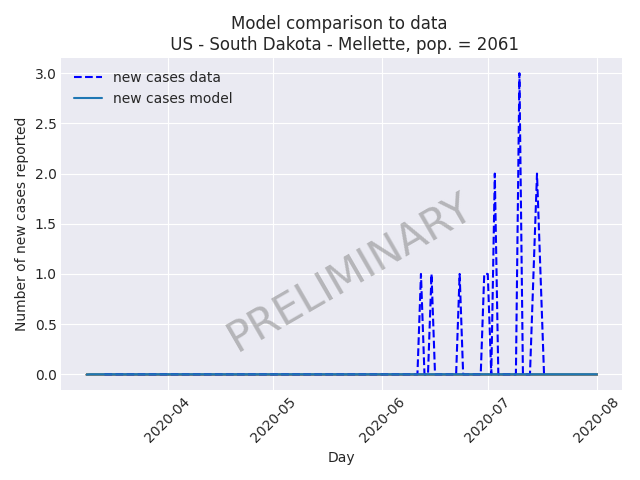 Model comparison to data
US - South Dakota - Mellette, pop. = 2061
new cases data
new cases model
3.0
2.5
2.0
1.5
1.0
0.5
0.0
Number of new cases reported
PRELIMINARY
2020-04
2020-05
2020-06
2020-07
2020-08
Day